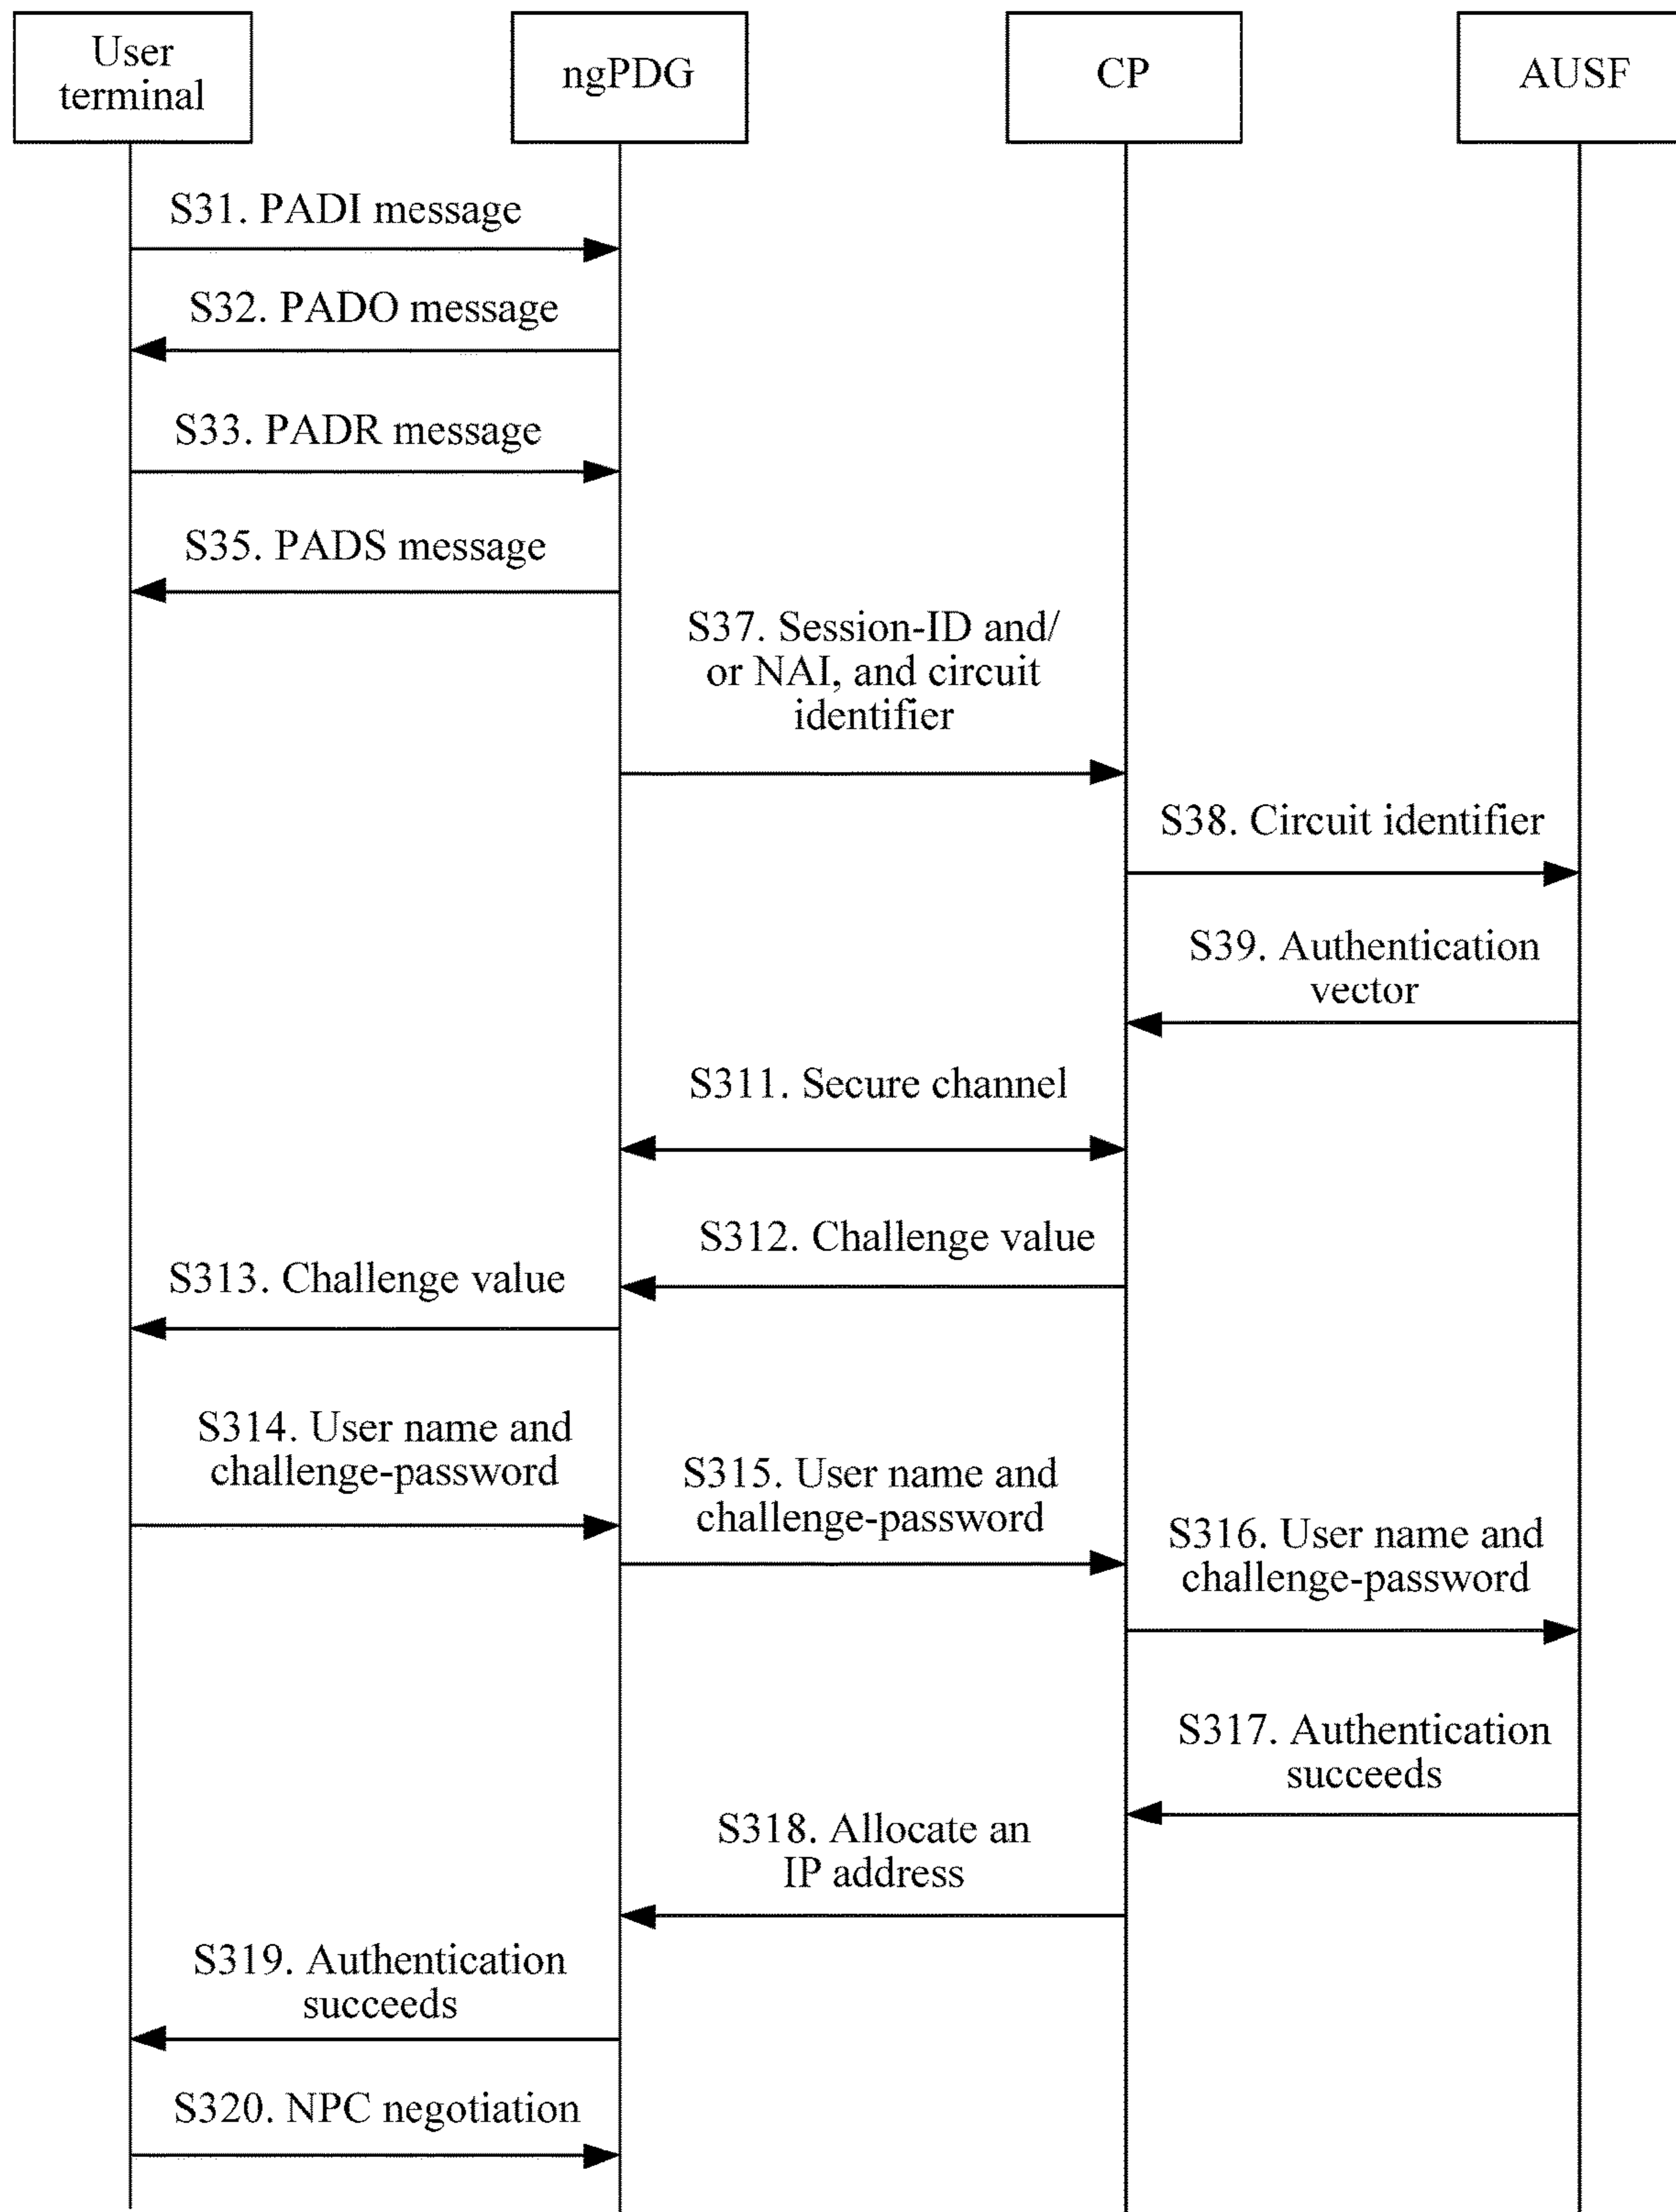 User
terminal
ngPDG
CP
AUSF
S31. PADI message
S32. PADO message
S33. PADR message
S35. PADS message
S37. Session-ID and/
or NAI, and circuit
identifier
S38. Circuit identifier
S39. Authentication
vector
S311. Secure channel
S312. Challenge value
S313. Challenge value
S314. User name and
challenge-password
S315. User name and
challenge-password
S316. User name and
challenge-password
S317. Authentication
succeeds
S318. Allocate an
IP address
S319. Authentication
succeeds
S320. NPC negotiation